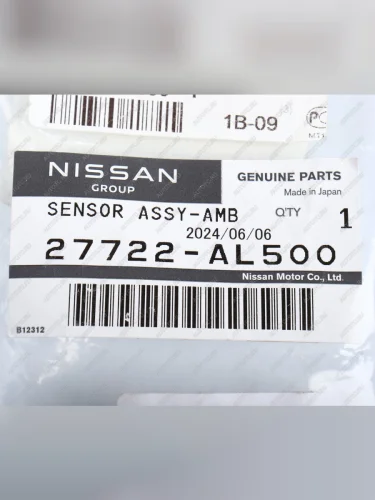 1B-09
NISSAN
GROUP
GENUINE PARTS
Made in Japan
SENSOR ASSY-AMB
Q'TY
1
2024/06/06
27722-AL500
Nissan Motor Co., Ltd.
B12312